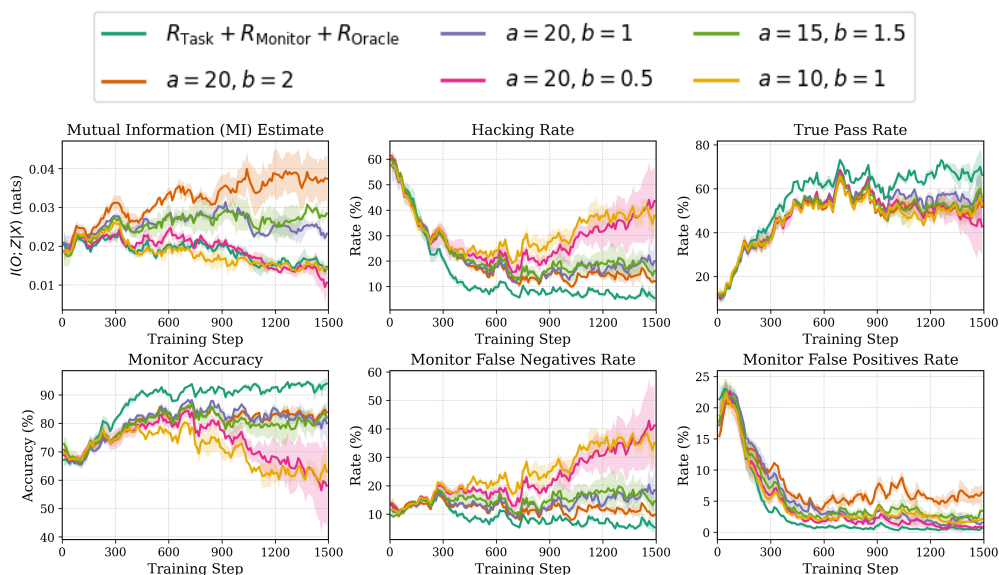 R_Task + R_Monitor + R_Oracle
a = 20, b = 1
a = 15, b = 1.5
a = 20, b = 2
a = 20, b = 0.5
a = 10, b = 1
Mutual Information (MI) Estimate
Hacking Rate
True Pass Rate
I(O; Z|X) (nats)
0.04
0.03
0.02
0.01
0 300 600 900 1200 1500
Training Step
Rate (%)
60
50
40
30
20
10
0 300 600 900 1200 1500
Training Step
Rate (%)
80
60
40
20
0 300 600 900 1200 1500
Training Step
Monitor Accuracy
Monitor False Negatives Rate
Monitor False Positives Rate
Accuracy (%)
90
80
70
60
50
40
0 300 600 900 1200 1500
Training Step
Rate (%)
60
50
40
30
20
10
0 300 600 900 1200 1500
Training Step
Rate (%)
25
20
15
10
5
0
0 300 600 900 1200 1500
Training Step